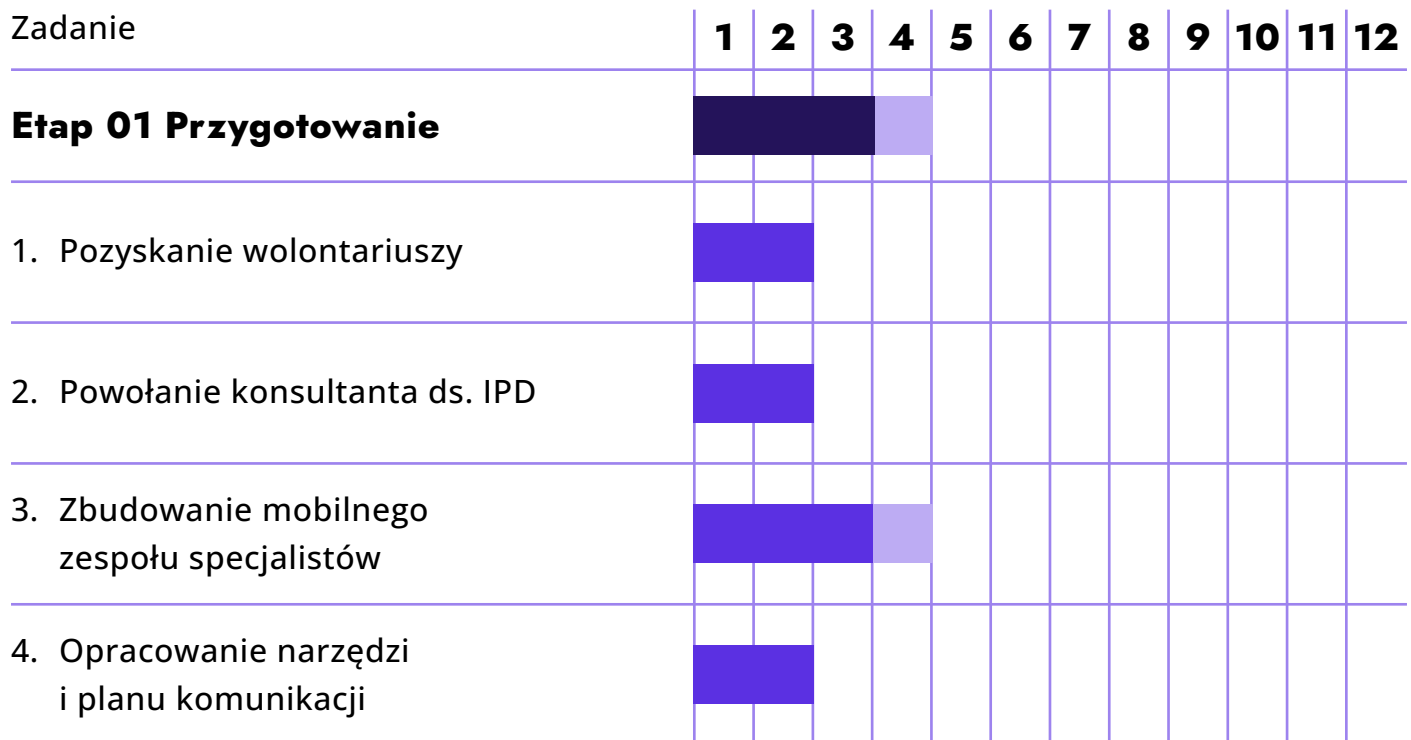 Zadanie
1 2 3 4 5 6 7 8 9 10 11 12
Etap 01 Przygotowanie
1. Pozyskanie wolontariuszy
2. Powołanie konsultanta ds. IPD
3. Zbudowanie mobilnego
zespołu specjalistów
4. Opracowanie narzędzi
i planu komunikacji